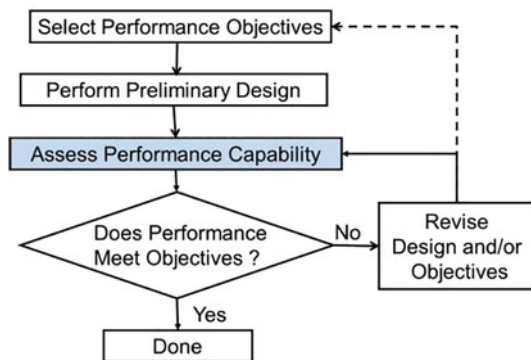 Select Performance Objectives
Perform Preliminary Design
Assess Performance Capability
Does Performance
Meet Objectives ?
No
Revise
Design and/or
Objectives
Yes
Done